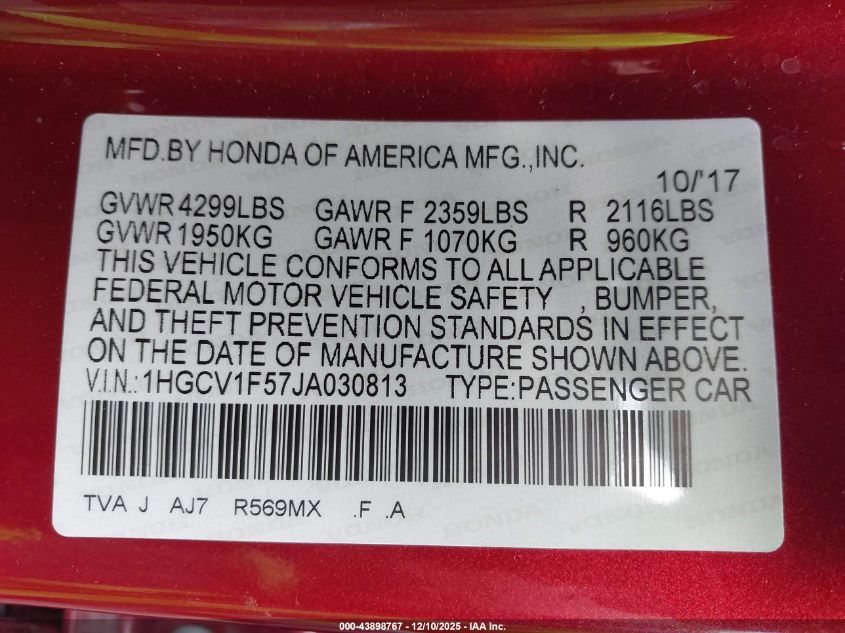 MFD.BY HONDA OF AMERICA MFG.,INC.
10/'17
GVWR 4299LBS GAWR F 2359LBS R 2116LBS
GVWR 1950KG GAWR F 1070KG R 960KG
THIS VEHICLE CONFORMS TO ALL APPLICABLE
FEDERAL MOTOR VEHICLE SAFETY , BUMPER,
AND THEFT PREVENTION STANDARDS IN EFFECT
ON THE DATE OF MANUFACTURE SHOWN ABOVE.
V.I.N.:1HGCV1F57JA030813 TYPE:PASSENGER CAR
TVA J AJ7 R569MX .F .A
000-43898767 - 12/10/2025 - IAA Inc.